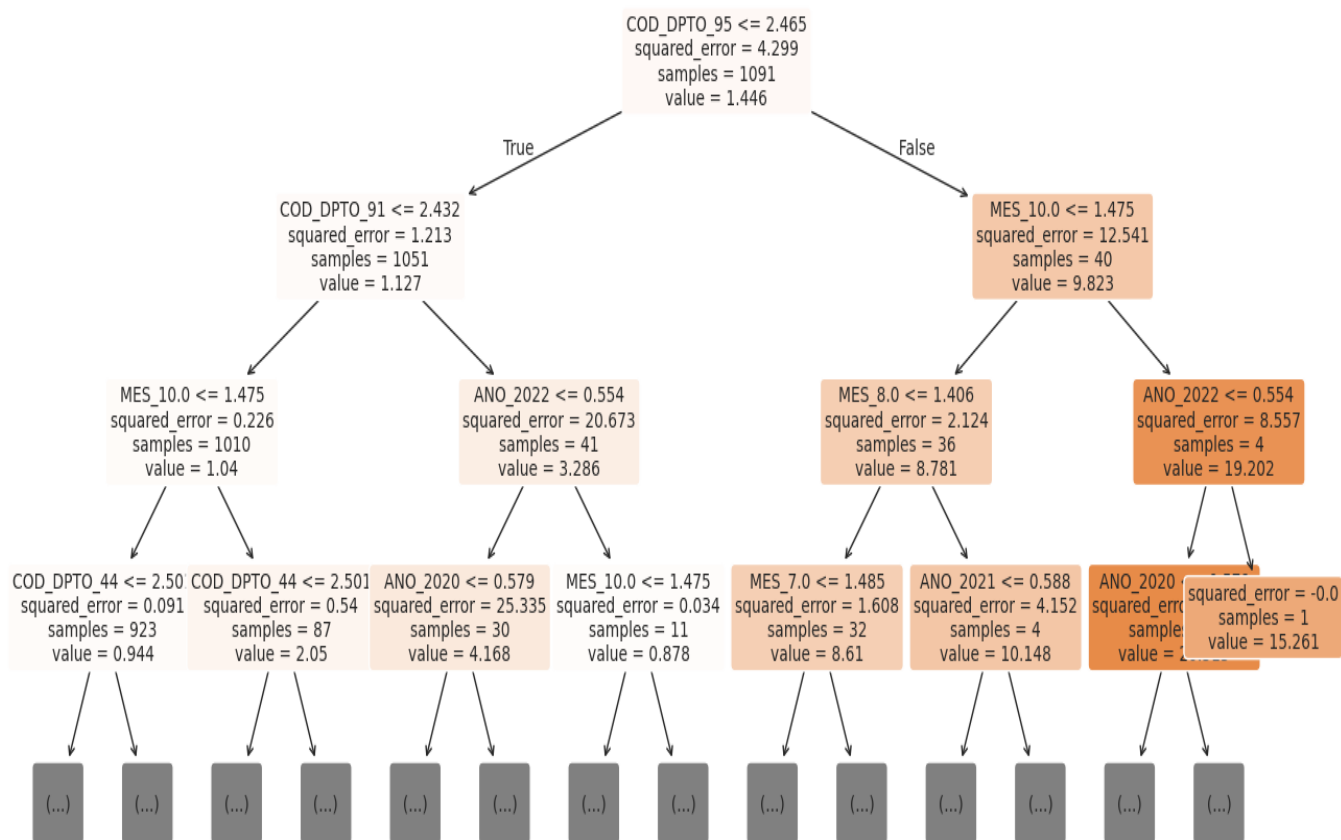 COD_DPTO_95 <= 2.465
squared_error = 4.299
samples = 1091
value = 1.446
True
False
COD_DPTO_91 <= 2.432
squared_error = 1.213
samples = 1051
value = 1.127
MES_10.0 <= 1.475
squared_error = 12.541
samples = 40
value = 9.823
MES_10.0 <= 1.475
squared_error = 0.226
samples = 1010
value = 1.04
ANO_2022 <= 0.554
squared_error = 20.673
samples = 41
value = 3.286
MES_8.0 <= 1.406
squared_error = 2.124
samples = 36
value = 8.781
ANO_2022 <= 0.554
squared_error = 8.557
samples = 4
value = 19.202
COD_DPTO_44 <= 2.501
squared_error = 0.091
samples = 923
value = 0.944
COD_DPTO_44 <= 2.501
squared_error = 0.54
samples = 87
value = 2.05
ANO_2020 <= 0.579
squared_error = 25.335
samples = 30
value = 4.168
MES_10.0 <= 1.475
squared_error = 0.034
samples = 11
value = 0.878
MES_7.0 <= 1.485
squared_error = 1.608
samples = 32
value = 8.61
ANO_2021 <= 0.588
squared_error = 4.152
samples = 4
value = 10.148
ANO_2020 <=
squared_error = -0.0
samples = 1
value = 15.261
(...)
(...)
(...)
(...)
(...)
(...)
(...)
(...)
(...)
(...)
(...)
(...)
(...)
(...)